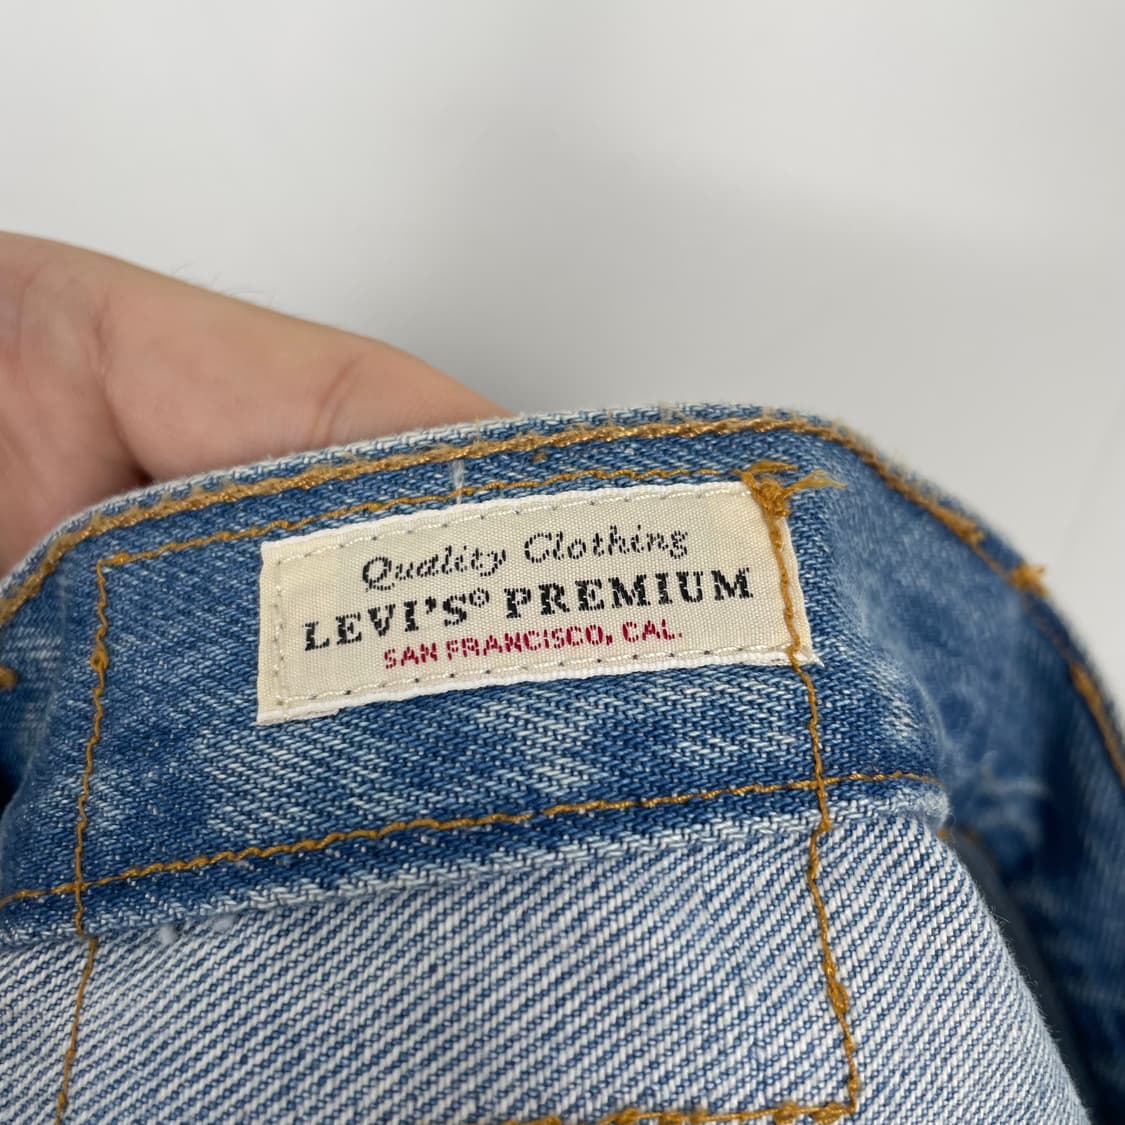 Quality Clothing
LEVI'S® PREMIUM
SAN FRANCISCO, CAL.